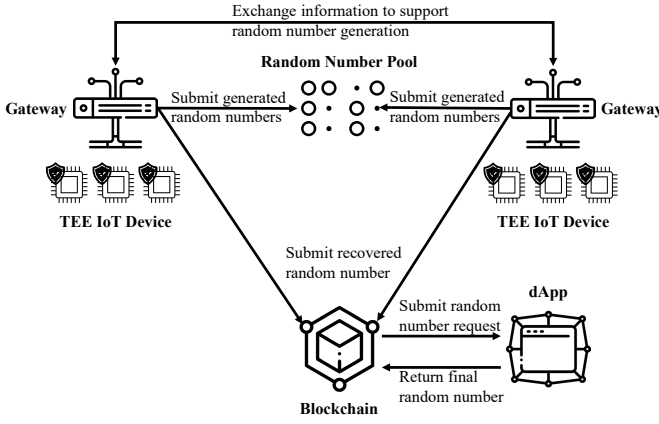 Exchange information to support
random number generation
Random Number Pool
Gateway
Submit generated
random numbers
Submit generated
random numbers
Gateway
TEE IoT Device
TEE IoT Device
Submit recovered
random number
dApp
Submit random
number request
Return final
random number
Blockchain